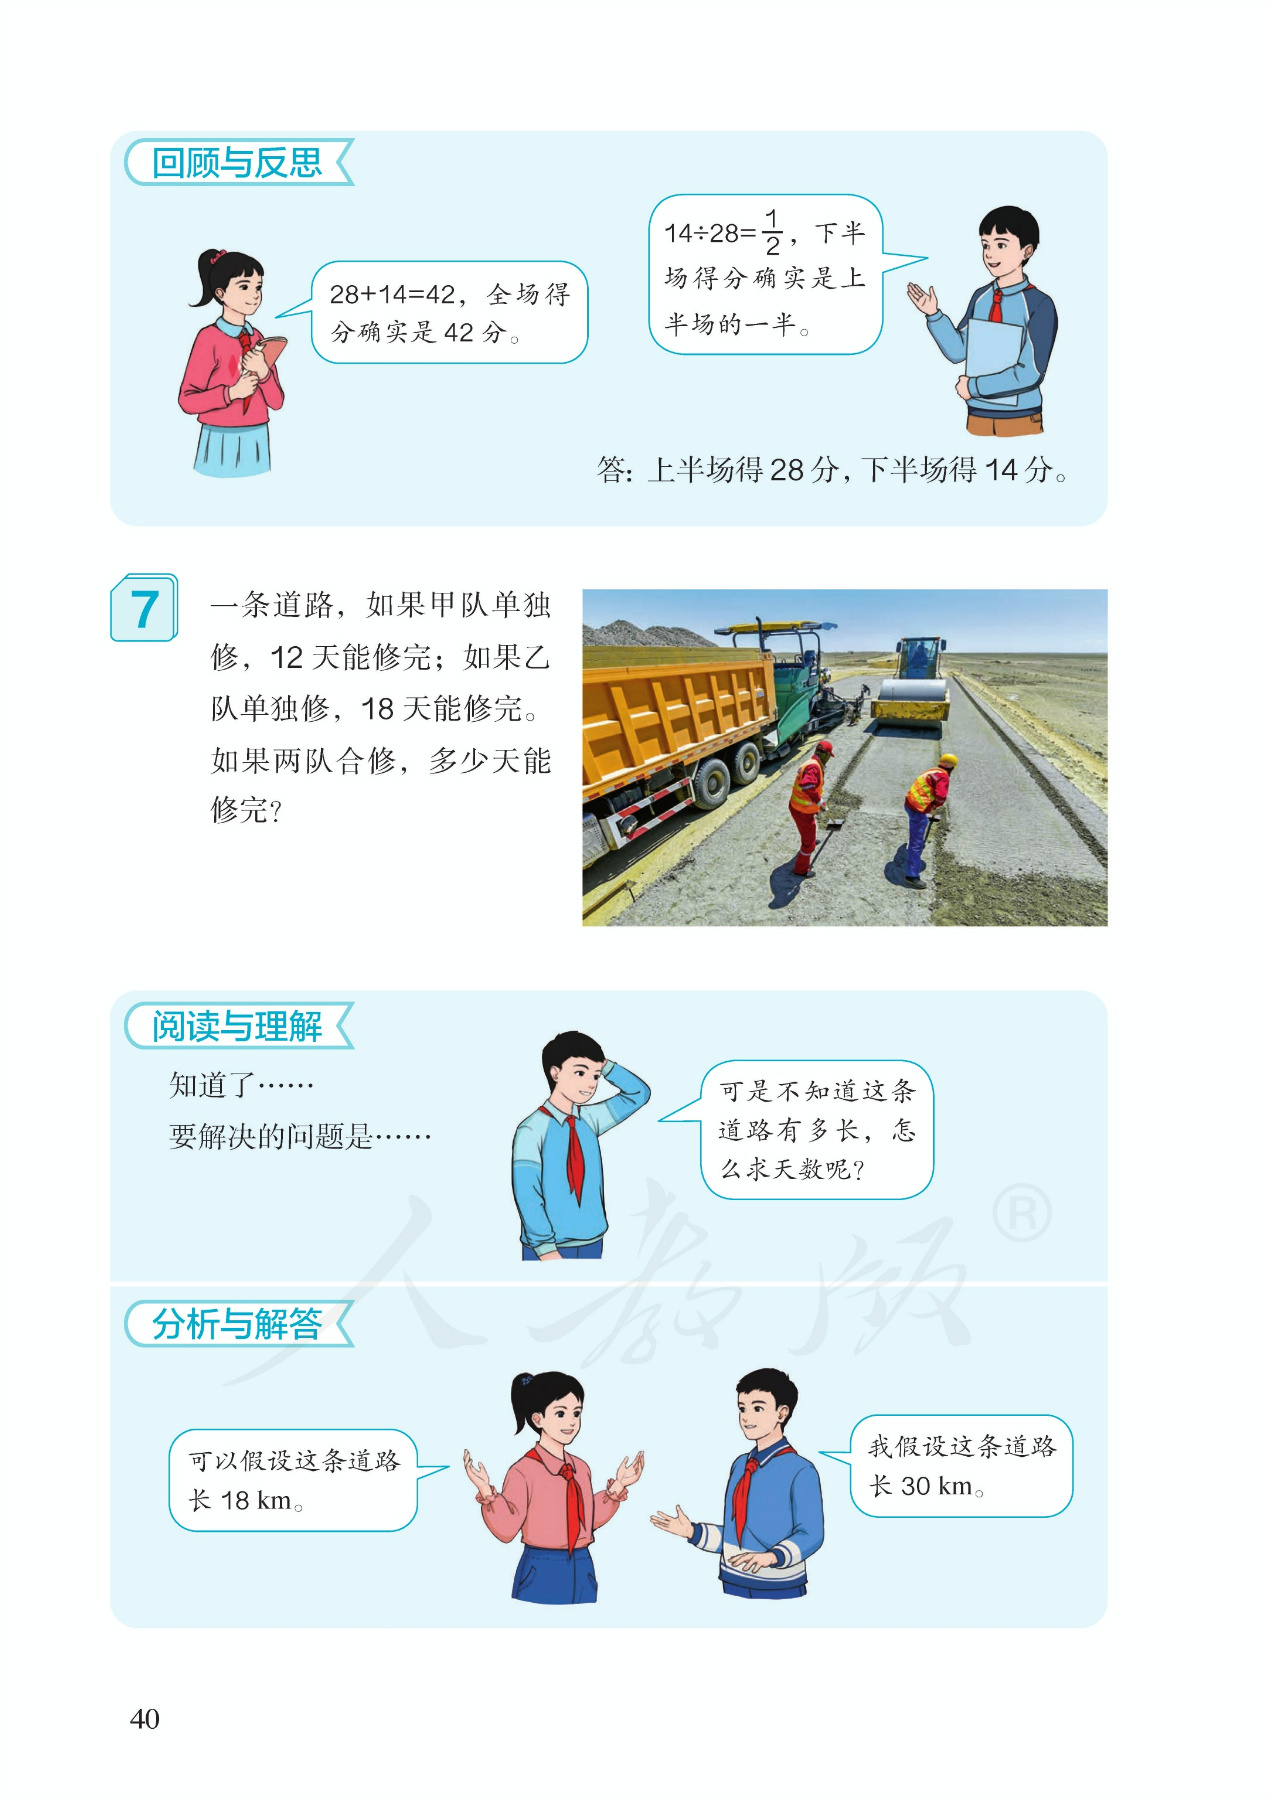 回顾与反思
28+14=42，全场得
分确实是 42 分。
14÷28=1/2，下半
场得分确实是上
半场的一半。
答：上半场得 28 分，下半场得 14 分。
7
一条道路，如果甲队单独
修，12 天能修完；如果乙
队单独修，18 天能修完。
如果两队合修，多少天能
修完？
阅读与理解
知道了……
要解决的问题是……
可是不知道这条
道路有多长，怎
么求天数呢？
人教版®
分析与解答
可以假设这条道路
长 18 km。
我假设这条道路
长 30 km。
40